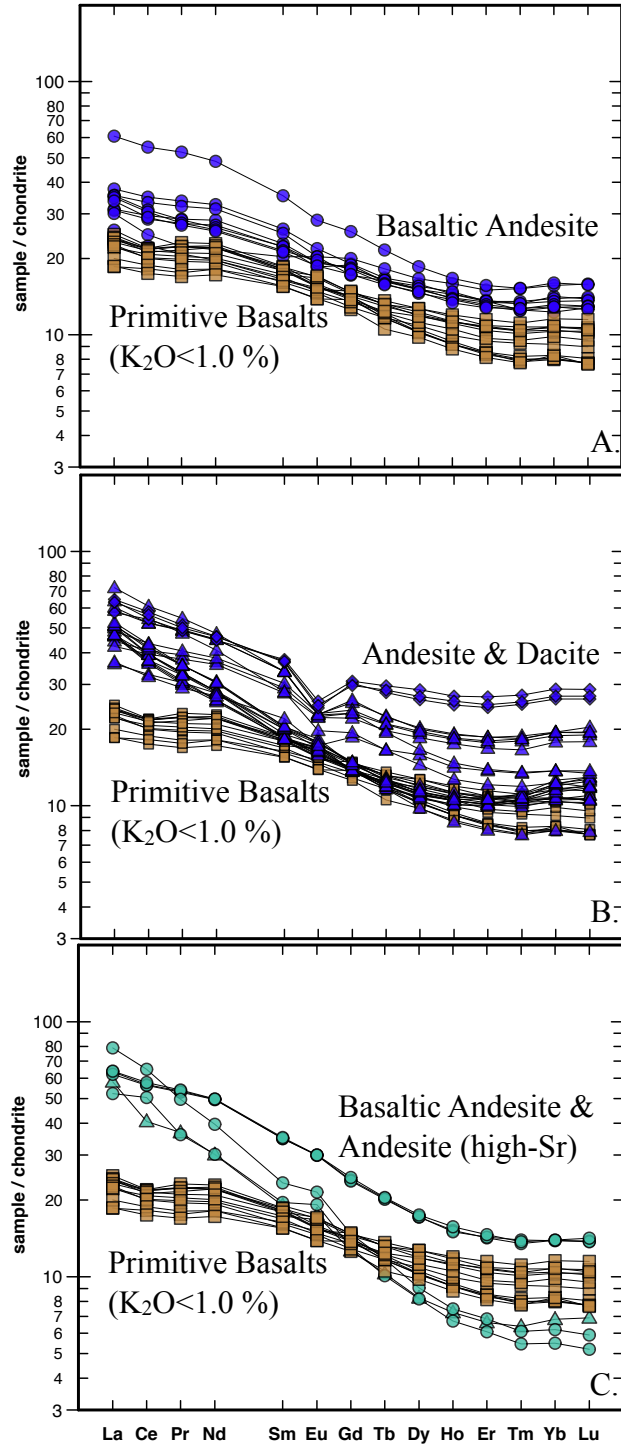 100
80
60
50
40
30
20
10
8
7
6
5
4
3
sample / chondrite
Basaltic Andesite
Primitive Basalts
(K₂O<1.0 %)
A.
100
80
70
60
50
40
30
20
10
8
7
6
5
4
3
sample / chondrite
Andesite & Dacite
Primitive Basalts
(K₂O<1.0 %)
B.
100
80
70
60
50
40
30
20
10
8
7
6
5
4
3
sample / chondrite
Basaltic Andesite &
Andesite (high-Sr)
Primitive Basalts
(K₂O<1.0 %)
C.
La Ce Pr Nd Sm Eu Gd Tb Dy Ho Er Tm Yb Lu